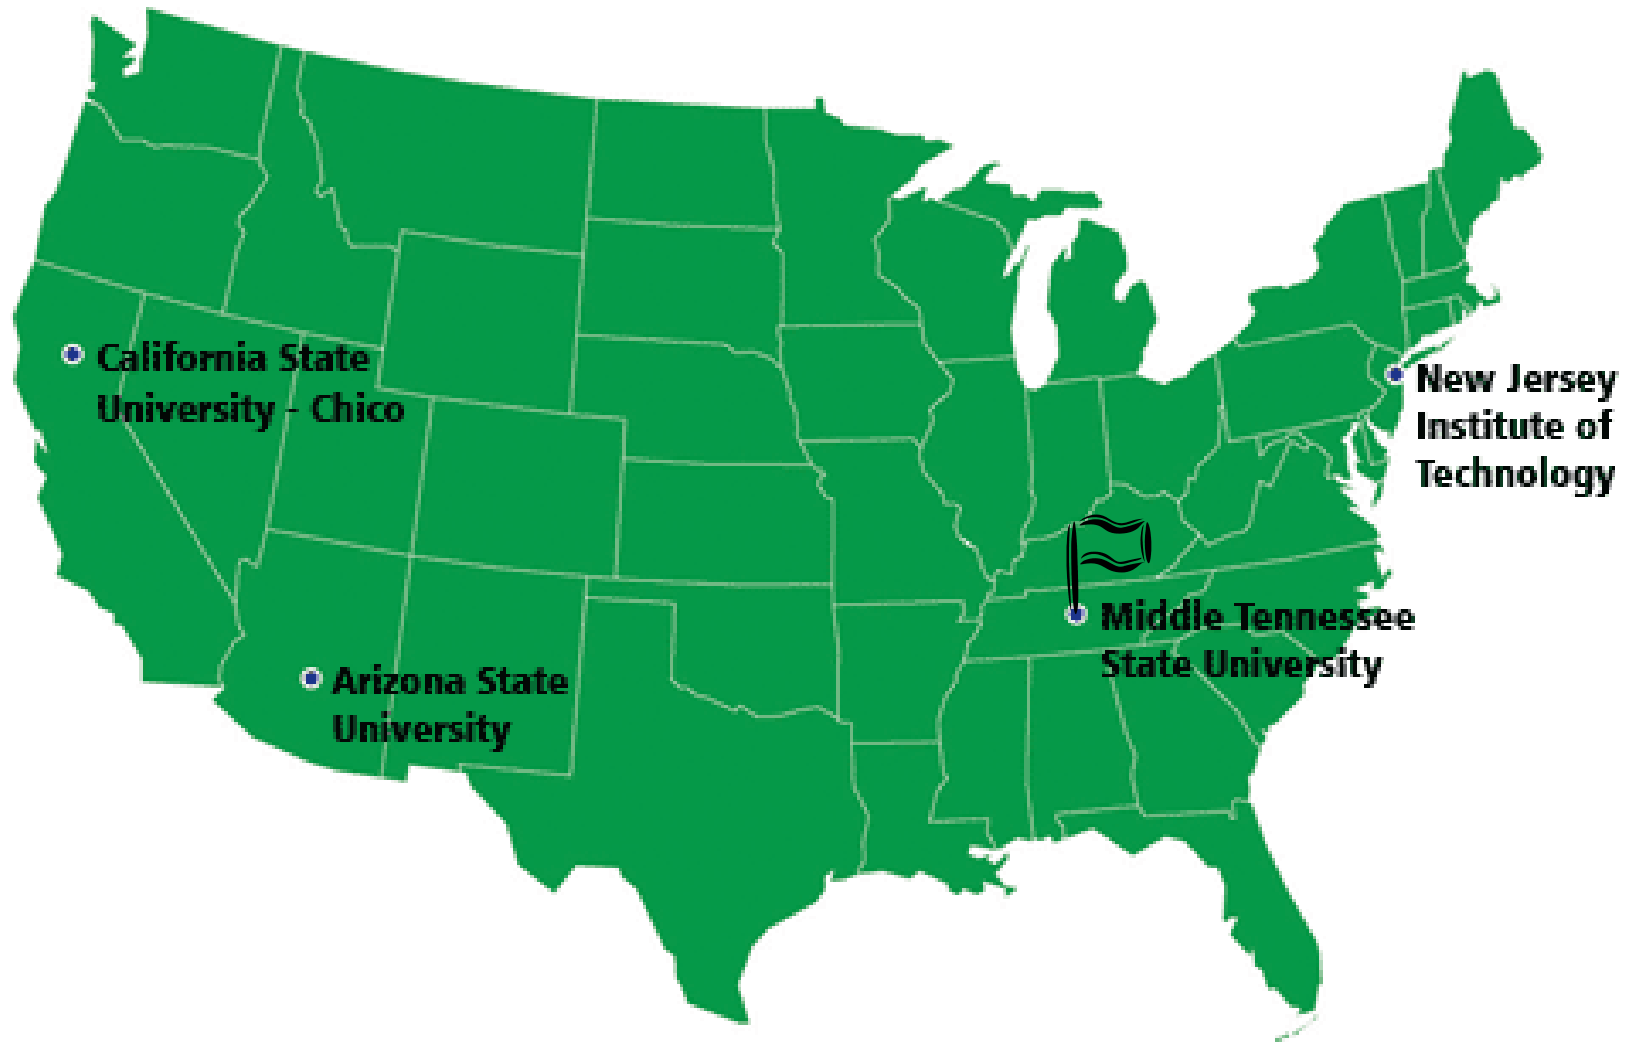 California State
University - Chico
New Jersey
Institute of
Technology
Middle Tennessee
State University
Arizona State
University